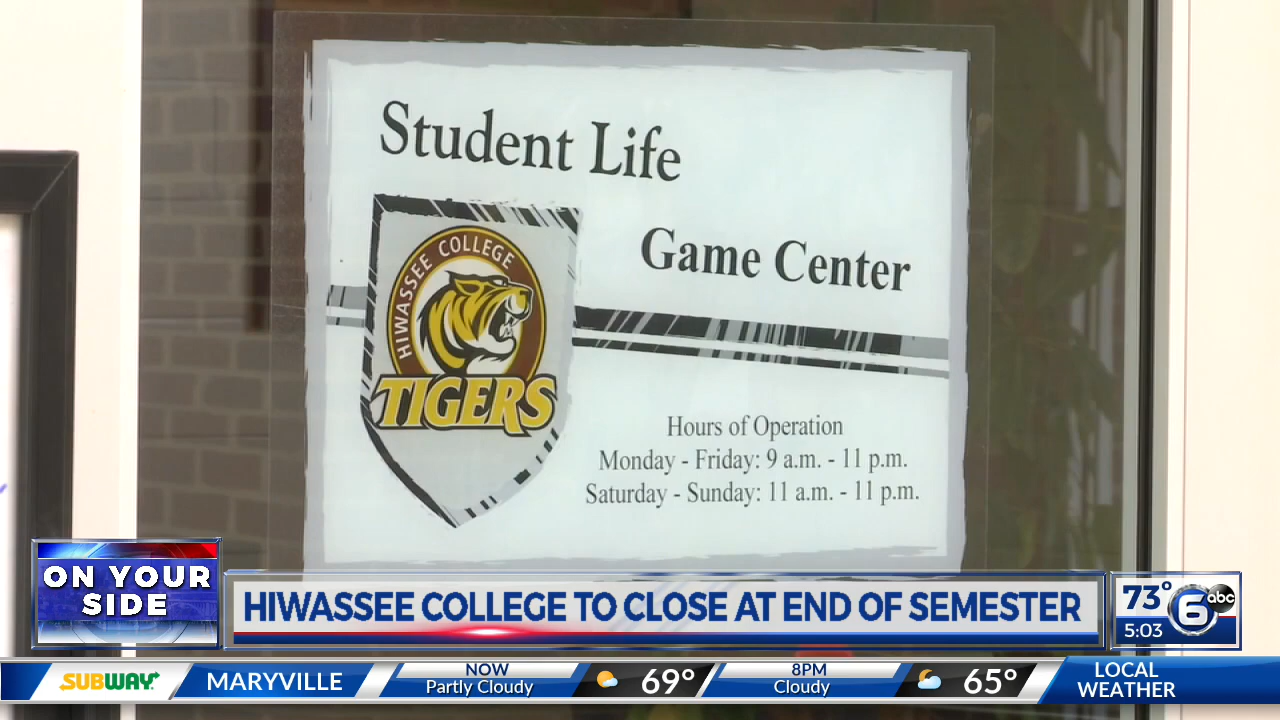 Student Life
Game Center
HIWASSEE COLLEGE
TIGERS
Hours of Operation
Monday - Friday: 9 a.m. - 11 p.m.
Saturday - Sunday: 11 a.m. - 11 p.m.
ON YOUR
SIDE
HIWASSEE COLLEGE TO CLOSE AT END OF SEMESTER
73°
6 abc
5:03
SUBWAY
MARYVILLE
NOW
Partly Cloudy
69°
8PM
Cloudy
65°
LOCAL
WEATHER